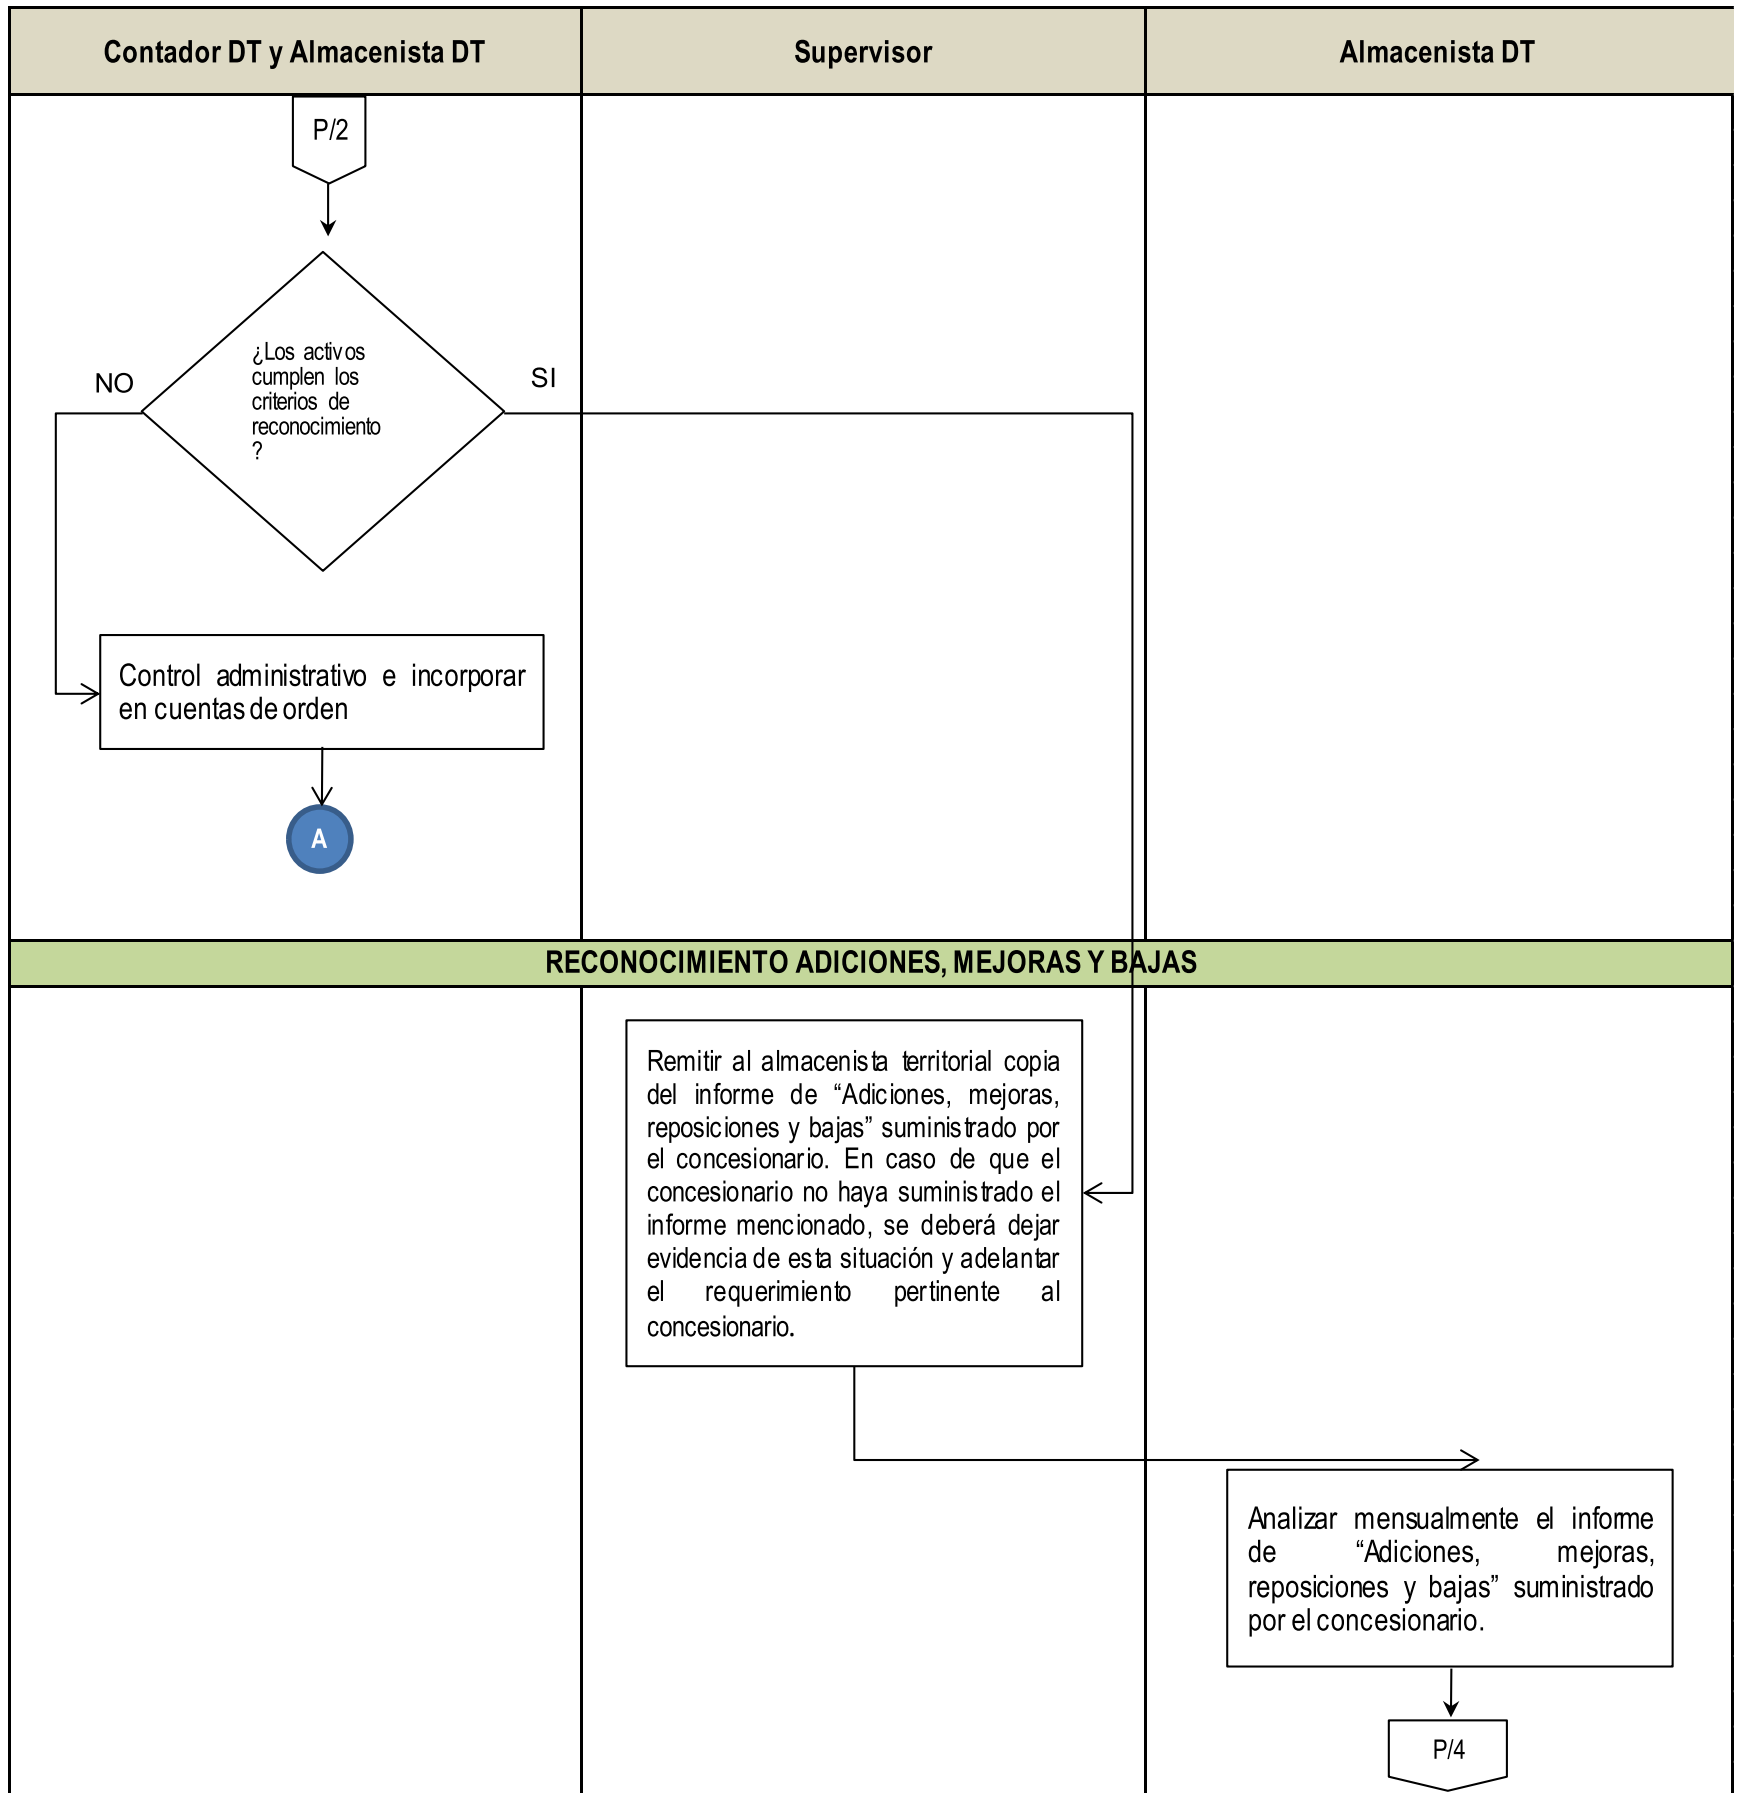 Contador DT y Almacenista DT
Supervisor
Almacenista DT
P/2
¿Los activos
cumplen los
criterios de
reconocimiento
?
NO
SI
Control administrativo e incorporar
en cuentas de orden
A
RECONOCIMIENTO ADICIONES, MEJORAS Y BAJAS
Remitir al almacenista territorial copia
del informe de “Adiciones, mejoras,
reposiciones y bajas” suministrado por
el concesionario. En caso de que el
concesionario no haya suministrado el
informe mencionado, se deberá dejar
evidencia de esta situación y adelantar
el requerimiento pertinente al
concesionario.
Analizar mensualmente el informe
de “Adiciones, mejoras,
reposiciones y bajas” suministrado
por el concesionario.
P/4